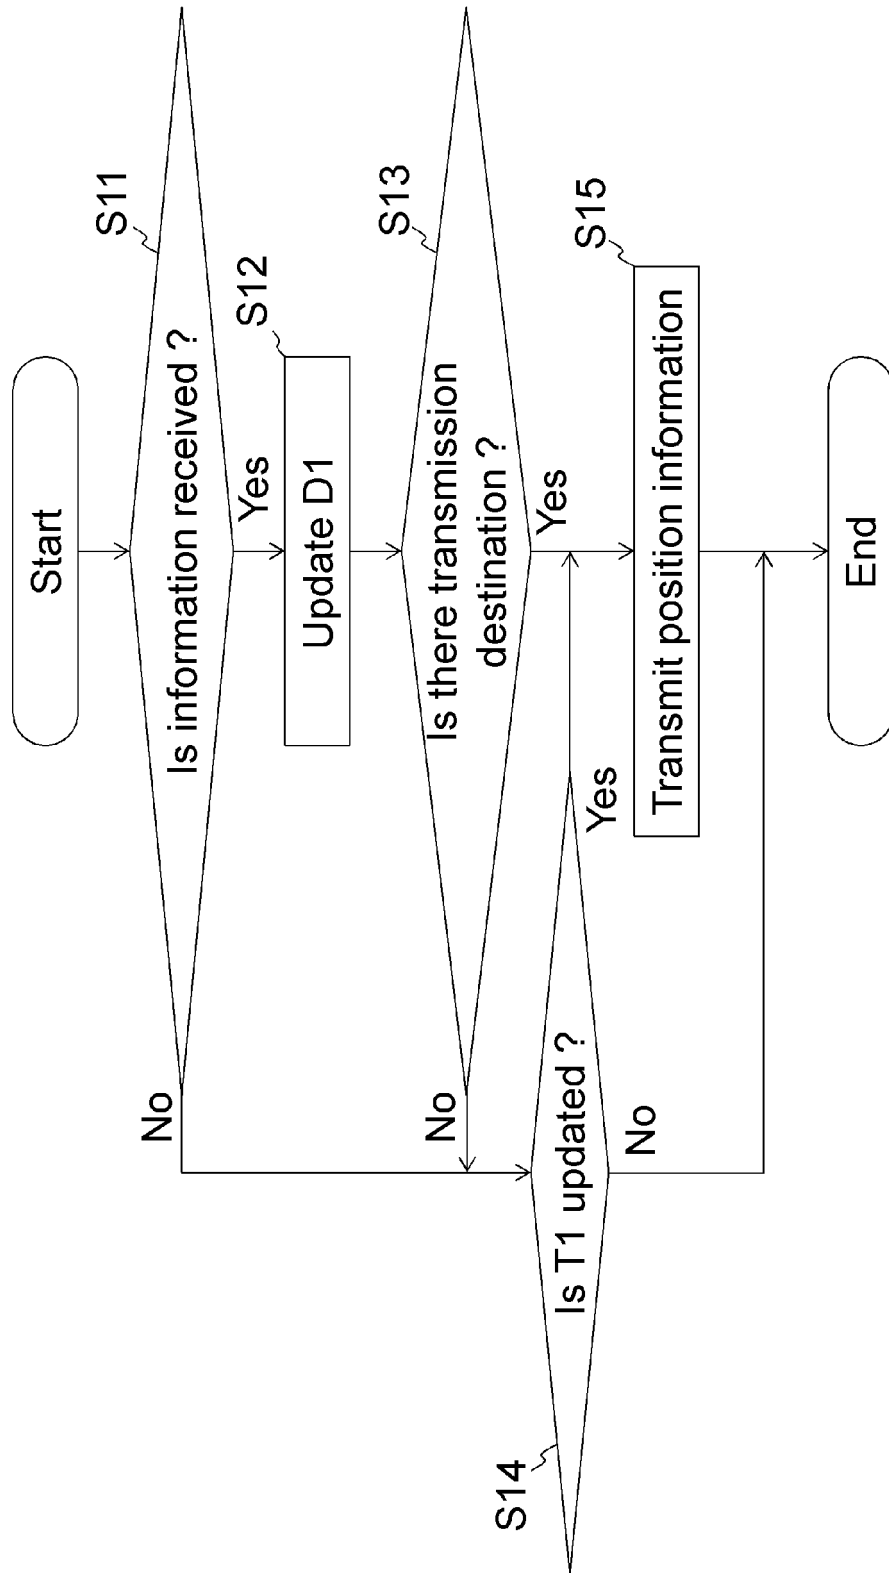 Start
S11
Is information received ?
No
Yes
S12
Update D1
S13
Is there transmission
destination ?
No
Yes
S14
Is T1 updated ?
Yes
No
S15
Transmit position information
End